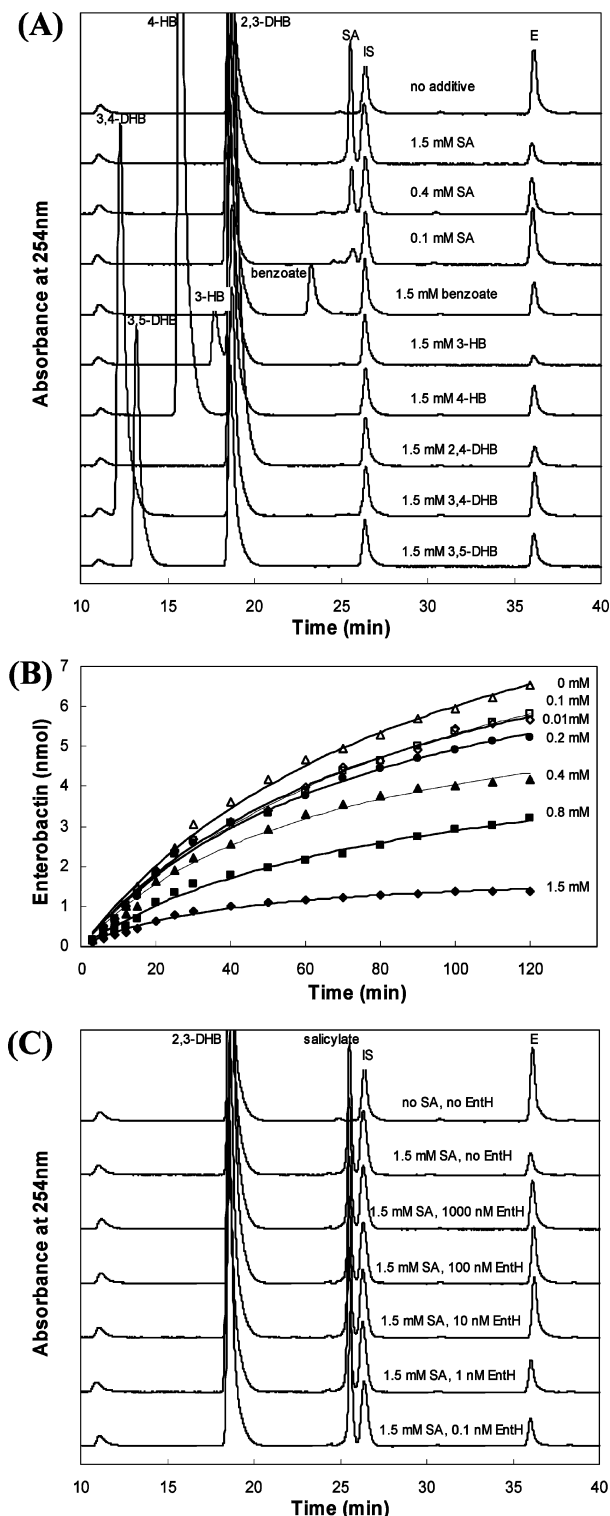 (A)
4-HB
2,3-DHB
SA
IS
E
no additive
3,4-DHB
1.5 mM SA
0.4 mM SA
0.1 mM SA
benzoate
1.5 mM benzoate
3-HB
3,5-DHB
1.5 mM 3-HB
1.5 mM 4-HB
1.5 mM 2,4-DHB
1.5 mM 3,4-DHB
1.5 mM 3,5-DHB
Absorbance at 254nm
10 15 20 25 30 35 40
Time (min)
(B)
7
6
5
4
3
2
1
0
Enterobactin (nmol)
0 mM
0.1 mM
0.01mM
0.2 mM
0.4 mM
0.8 mM
1.5 mM
0 20 40 60 80 100 120
Time (min)
(C)
2,3-DHB
salicylate
IS
E
no SA, no EntH
1.5 mM SA, no EntH
1.5 mM SA, 1000 nM EntH
1.5 mM SA, 100 nM EntH
1.5 mM SA, 10 nM EntH
1.5 mM SA, 1 nM EntH
1.5 mM SA, 0.1 nM EntH
Absorbance at 254nm
10 15 20 25 30 35 40
Time (min)